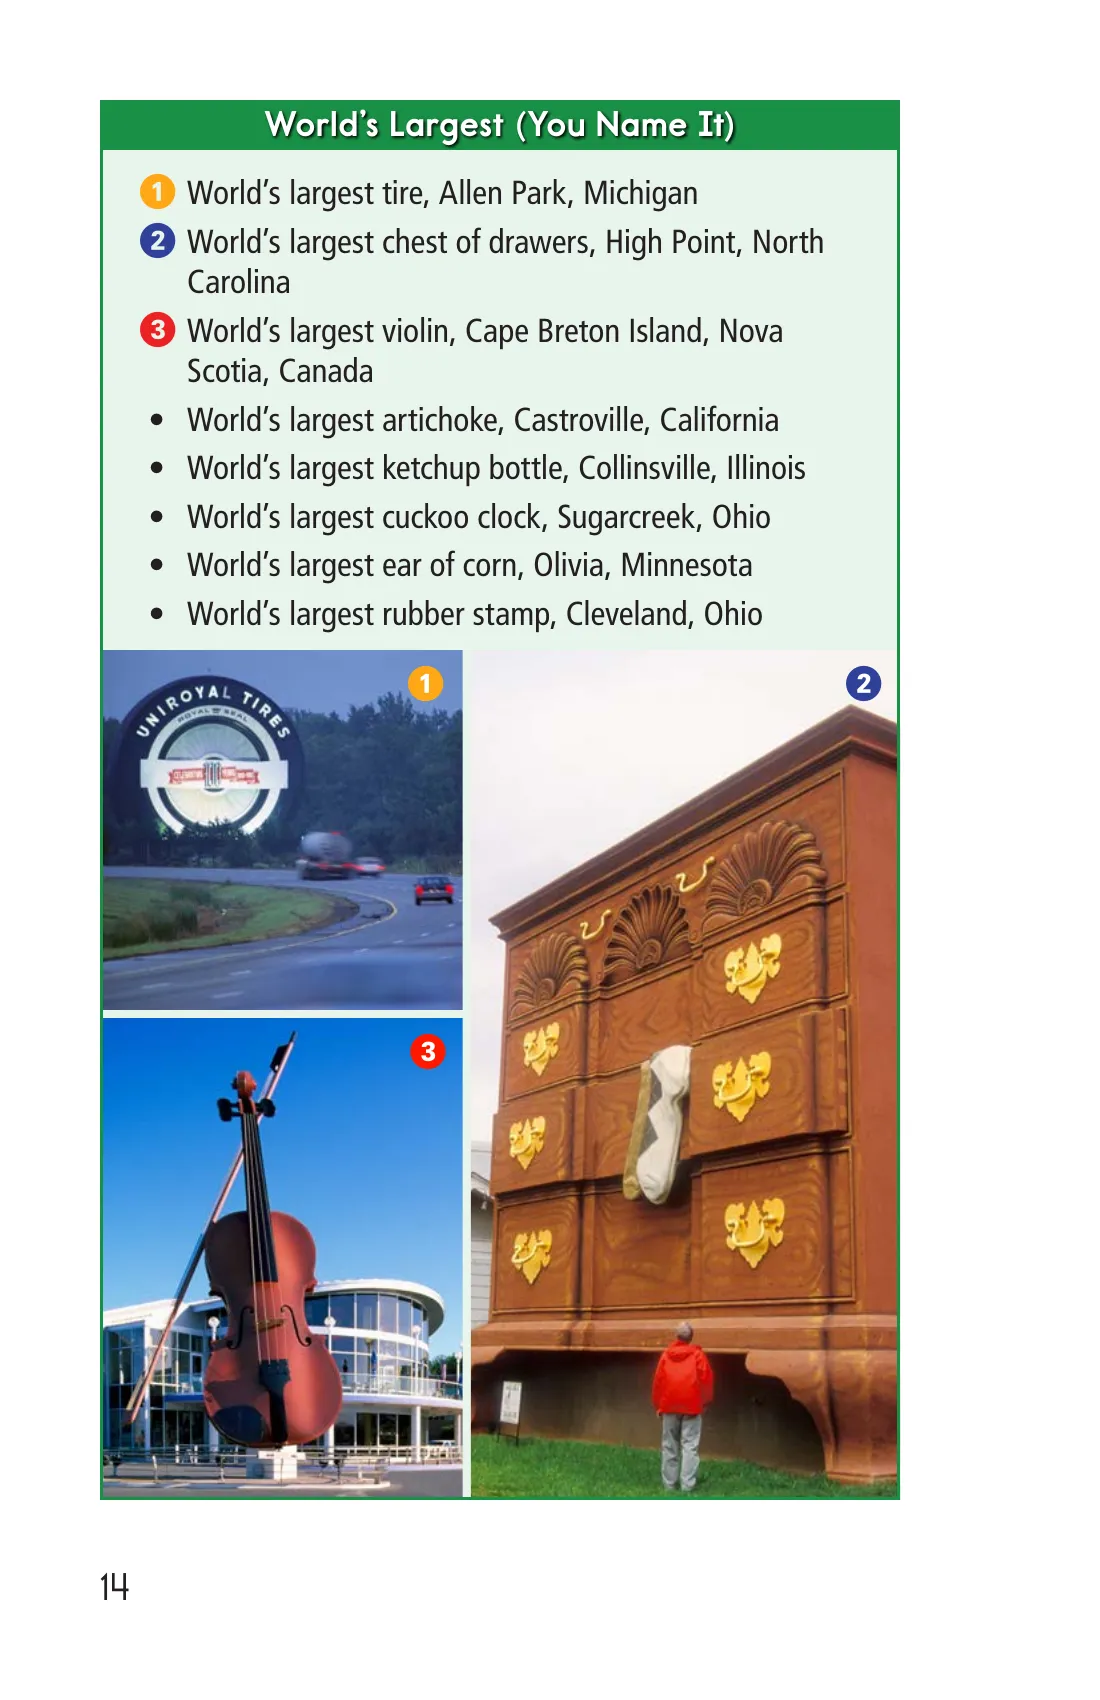 World's Largest (You Name It)
1 World's largest tire, Allen Park, Michigan
2 World's largest chest of drawers, High Point, North
Carolina
3 World's largest violin, Cape Breton Island, Nova
Scotia, Canada
• World's largest artichoke, Castroville, California
• World's largest ketchup bottle, Collinsville, Illinois
• World's largest cuckoo clock, Sugarcreek, Ohio
• World's largest ear of corn, Olivia, Minnesota
• World's largest rubber stamp, Cleveland, Ohio
1
UNIROYAL TIRES
ROYAL SEAL
2
3
14